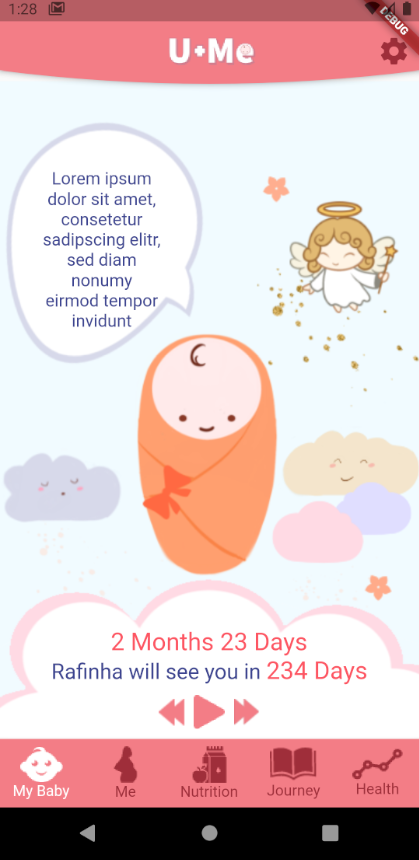 1:28
DEBUG
U+Me
Lorem ipsum
dolor sit amet,
consetetur
sadipscing elitr,
sed diam
nonumy
eirmod tempor
invidunt
2 Months 23 Days
Rafinha will see you in 234 Days
My Baby
Me
Nutrition
Journey
Health